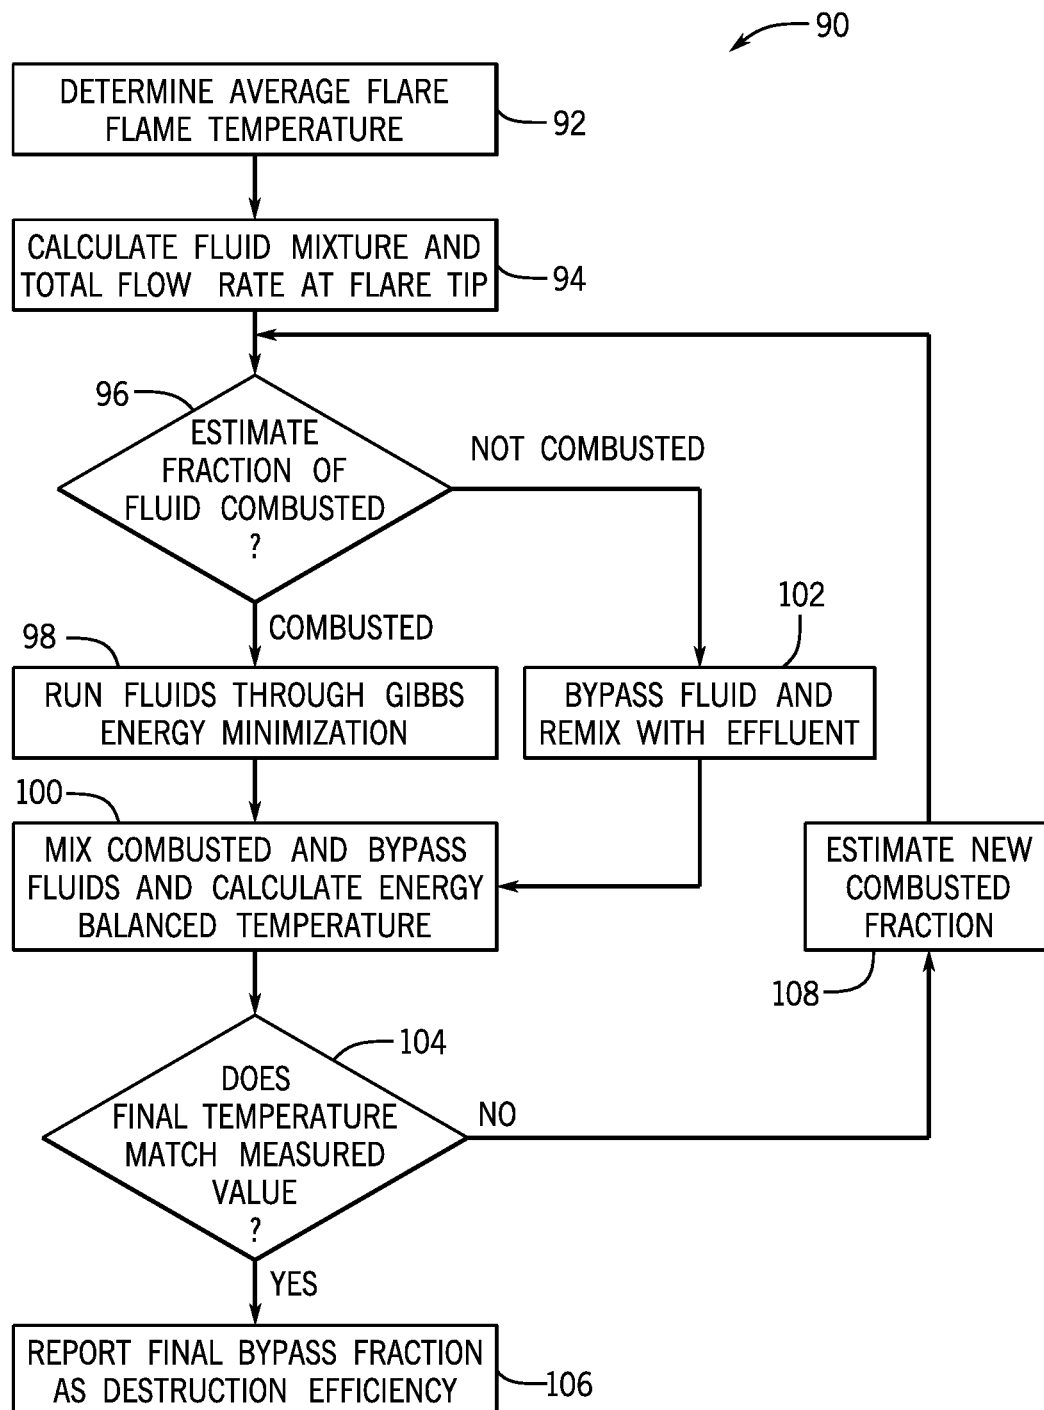 90
DETERMINE AVERAGE FLARE
FLAME TEMPERATURE
92
CALCULATE FLUID MIXTURE AND
TOTAL FLOW RATE AT FLARE TIP
94
96
ESTIMATE
FRACTION OF
FLUID COMBUSTED
?
NOT COMBUSTED
COMBUSTED
98
RUN FLUIDS THROUGH GIBBS
ENERGY MINIMIZATION
102
BYPASS FLUID AND
REMIX WITH EFFLUENT
100
MIX COMBUSTED AND BYPASS
FLUIDS AND CALCULATE ENERGY
BALANCED TEMPERATURE
ESTIMATE NEW
COMBUSTED
FRACTION
108
104
DOES
FINAL TEMPERATURE
MATCH MEASURED
VALUE
?
NO
YES
REPORT FINAL BYPASS FRACTION
AS DESTRUCTION EFFICIENCY
106